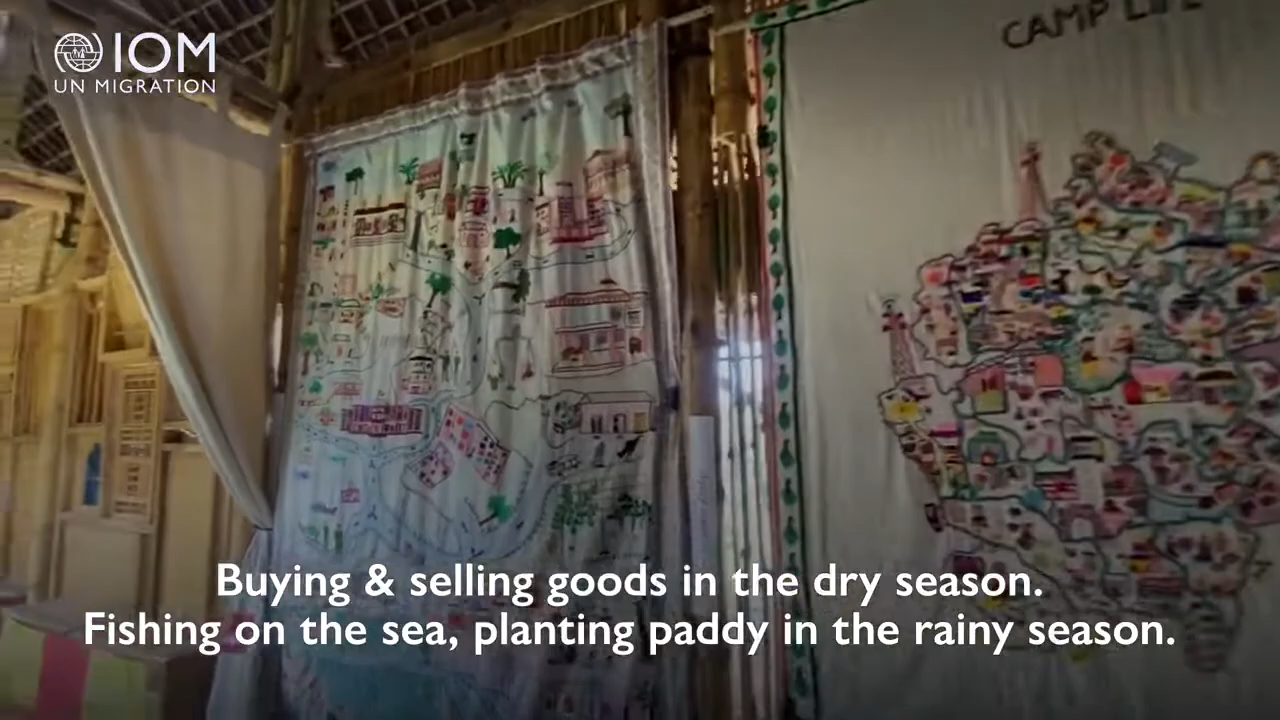 IOM
UN MIGRATION
CAMP LIFE
Buying & selling goods in the dry season.
Fishing on the sea, planting paddy in the rainy season.